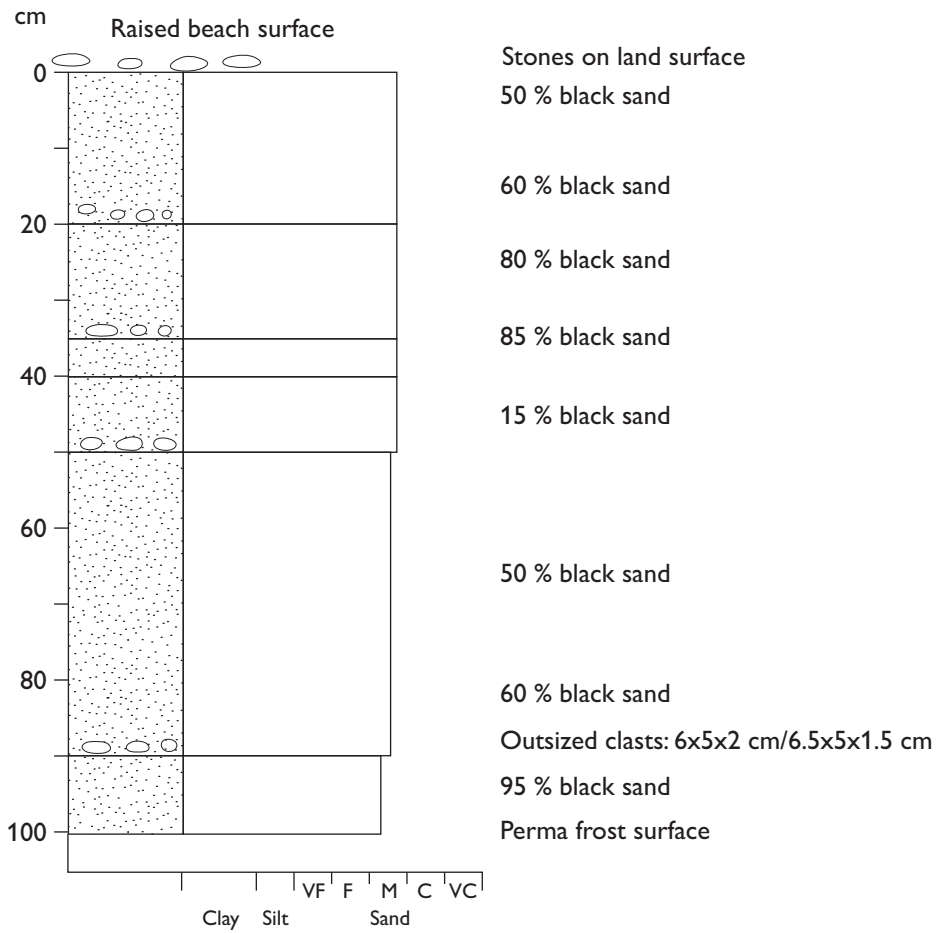 cm
Raised beach surface
Stones on land surface
0
50 % black sand
60 % black sand
20
80 % black sand
85 % black sand
40
15 % black sand
60
50 % black sand
80
60 % black sand
Outsized clasts: 6x5x2 cm/6.5x5x1.5 cm
95 % black sand
100
Perma frost surface
VF F M C VC
Clay Silt Sand